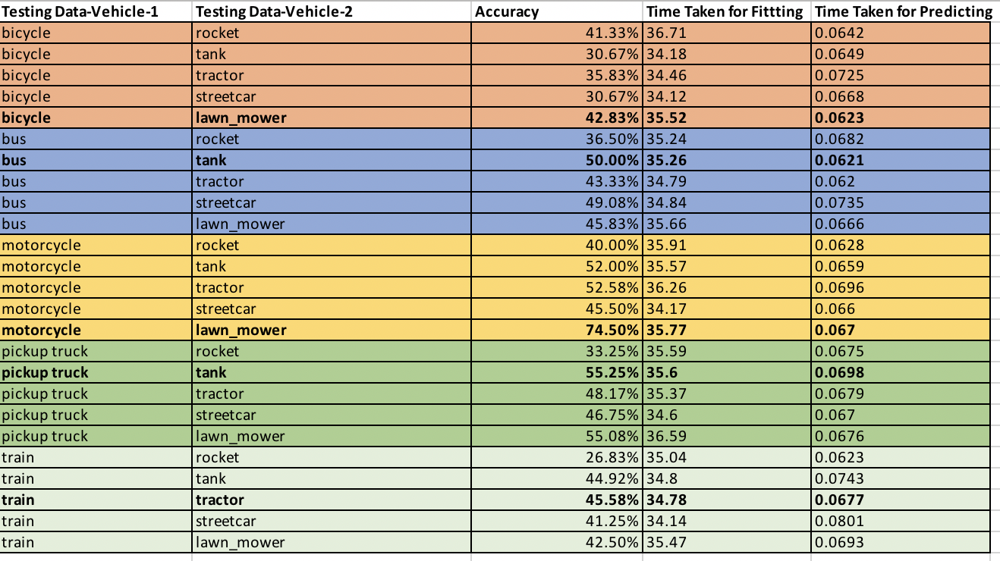 Testing Data-Vehicle-1 Testing Data-Vehicle-2 Accuracy Time Taken for Fittting Time Taken for Predicting
bicycle rocket 41.33% 36.71 0.0642
bicycle tank 30.67% 34.18 0.0649
bicycle tractor 35.83% 34.46 0.0725
bicycle streetcar 30.67% 34.12 0.0668
bicycle lawn_mower 42.83% 35.52 0.0623
bus rocket 36.50% 35.24 0.0682
bus tank 50.00% 35.26 0.0621
bus tractor 43.33% 34.79 0.062
bus streetcar 49.08% 34.84 0.0735
bus lawn_mower 45.83% 35.66 0.0666
motorcycle rocket 40.00% 35.91 0.0628
motorcycle tank 52.00% 35.57 0.0659
motorcycle tractor 52.58% 36.26 0.0696
motorcycle streetcar 45.50% 34.17 0.066
motorcycle lawn_mower 74.50% 35.77 0.067
pickup truck rocket 33.25% 35.59 0.0675
pickup truck tank 55.25% 35.6 0.0698
pickup truck tractor 48.17% 35.37 0.0679
pickup truck streetcar 46.75% 34.6 0.067
pickup truck lawn_mower 55.08% 36.59 0.0676
train rocket 26.83% 35.04 0.0623
train tank 44.92% 34.8 0.0743
train tractor 45.58% 34.78 0.0677
train streetcar 41.25% 34.14 0.0801
train lawn_mower 42.50% 35.47 0.0693